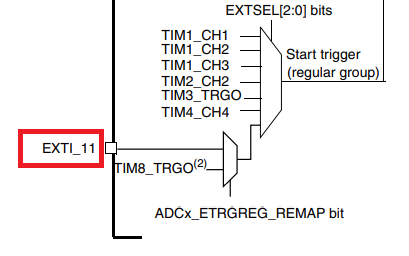 EXTSEL[2:0] bits
TIM1_CH1
TIM1_CH2
TIM1_CH3
TIM2_CH2
TIM3_TRGO
TIM4_CH4
Start trigger
(regular group)
EXTI_11
TIM8_TRGO(2)
ADCx_ETRGREG_REMAP bit